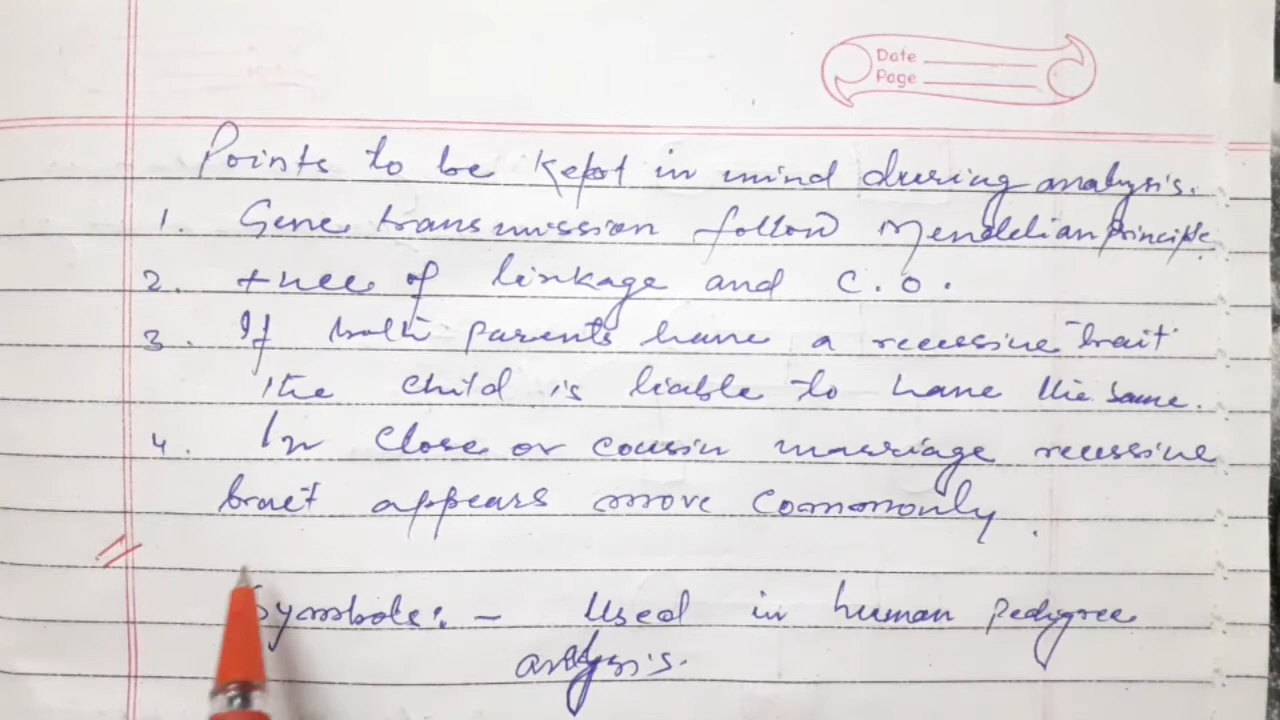 Date
Page
Points to be kept in mind during analysis.
1. Gene transmission follow Mendelian principle.
2. +nce of linkage and C.O.
3. If both parents have a recessive trait
the child is liable to have the same.
4. In close or cousin marriage recessive
trait appears more commonly.
Symbols:- Used in human pedigree
analysis.